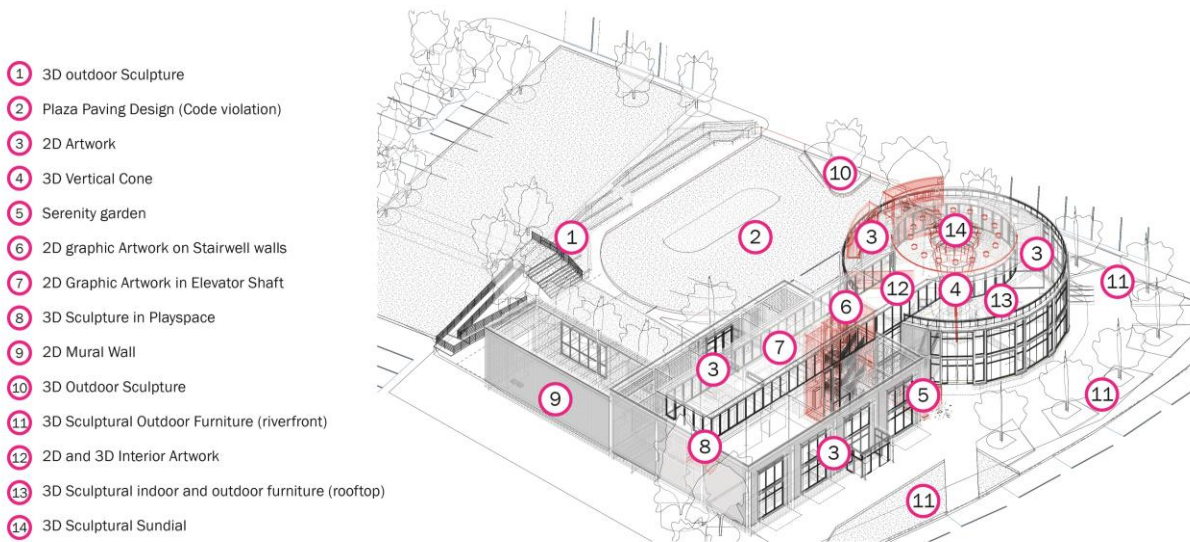 1 3D outdoor Sculpture
2 Plaza Paving Design (Code violation)
3 2D Artwork
4 3D Vertical Cone
5 Serenity garden
6 2D graphic Artwork on Stairwell walls
7 2D Graphic Artwork in Elevator Shaft
8 3D Sculpture in Playspace
9 2D Mural Wall
10 3D Outdoor Sculpture
11 3D Sculptural Outdoor Furniture (riverfront)
12 2D and 3D Interior Artwork
13 3D Sculptural indoor and outdoor furniture (rooftop)
14 3D Sculptural Sundial
10
14
1
2
3
3
12
4
11
13
6
7
3
11
5
9
8
3
11